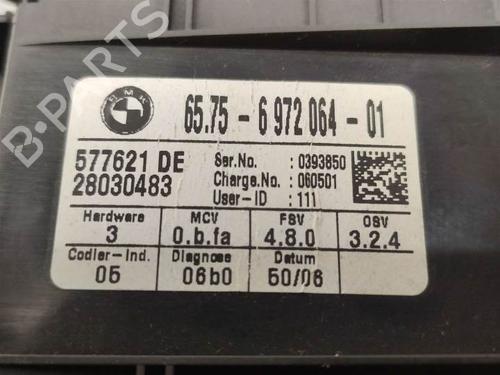 B-PARTS
BMW
65.75 - 6 972 064 - 01
577621 DE
28030483
Ser.No. : 0393850
Charge.No. : 060501
User-ID : 111
Hardware MCV FSV OSV
3 0.b.fa 4.8.0 3.2.4
Codier-Ind. Diagnose Datum
05 06b0 50/06